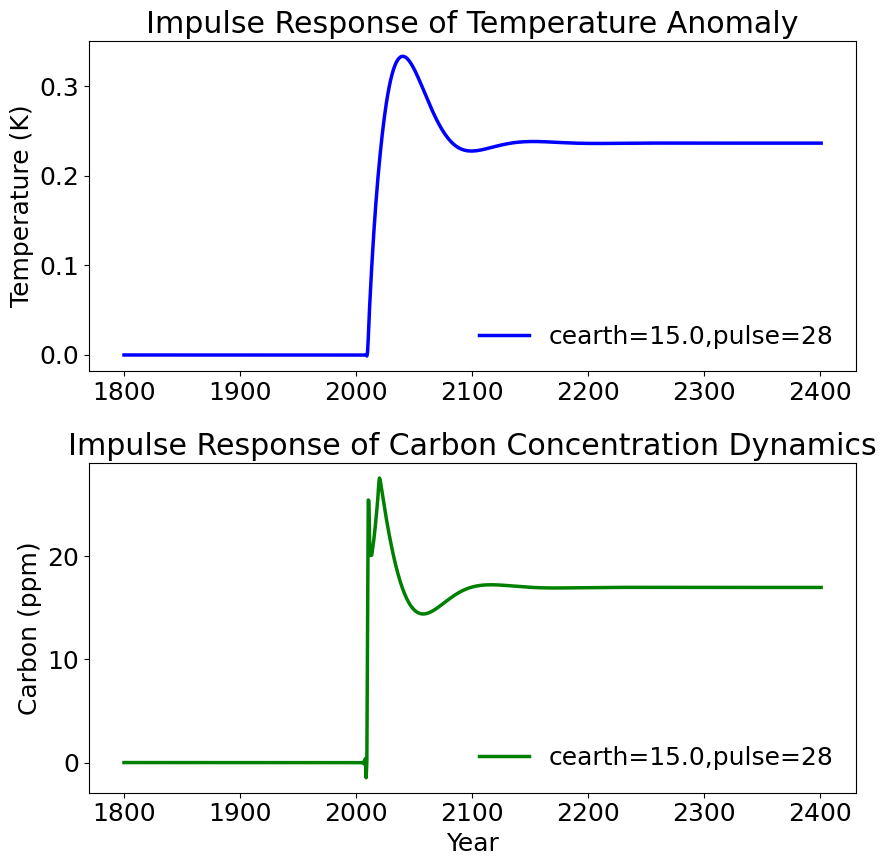 Impulse Response of Temperature Anomaly
Temperature (K)
0.3
0.2
0.1
0.0
cearth=15.0,pulse=28
1800 1900 2000 2100 2200 2300 2400
Impulse Response of Carbon Concentration Dynamics
Carbon (ppm)
20
10
0
cearth=15.0,pulse=28
1800 1900 2000 2100 2200 2300 2400
Year